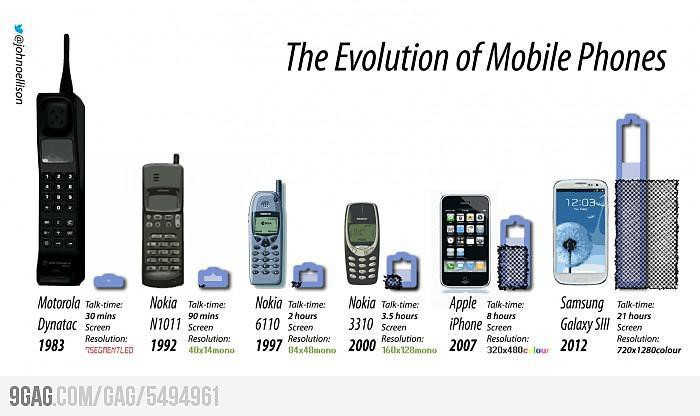 @johnoellison
The Evolution of Mobile Phones
12:03
Motorola
Dynatac
1983
Talk-time:
30 mins
Screen
Resolution:
7SEGMENTLED
Nokia
N1011
1992
Talk-time:
90 mins
Screen
Resolution:
40x14mono
Nokia
6110
1997
Talk-time:
2 hours
Screen
Resolution:
84x48mono
Nokia
3310
2000
Talk-time:
3.5 hours
Screen
Resolution:
160x128mono
Apple
iPhone
2007
Talk-time:
8 hours
Screen
Resolution:
320x480colour
Samsung
Galaxy SIII
2012
Talk-time:
21 hours
Screen
Resolution:
720x1280colour
9GAG.COM/GAG/5494961